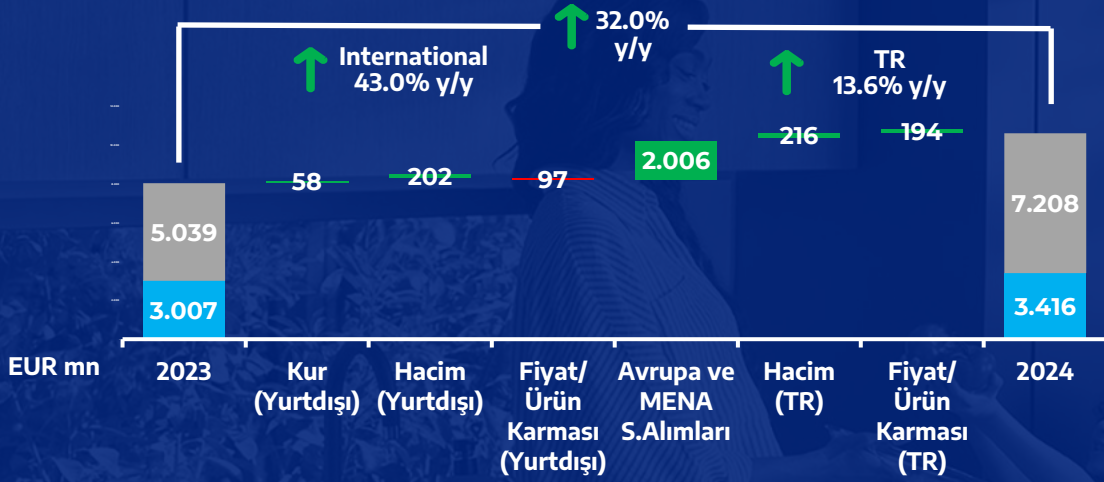 32.0%
y/y
International
43.0% y/y
TR
13.6% y/y
5.039
3.007
58
202
97
2.006
216
194
7.208
3.416
EUR mn
2023
Kur
(Yurtdışı)
Hacim
(Yurtdışı)
Fiyat/
Ürün
Karması
(Yurtdışı)
Avrupa ve
MENA
S.Alımları
Hacim
(TR)
Fiyat/
Ürün
Karması
(TR)
2024